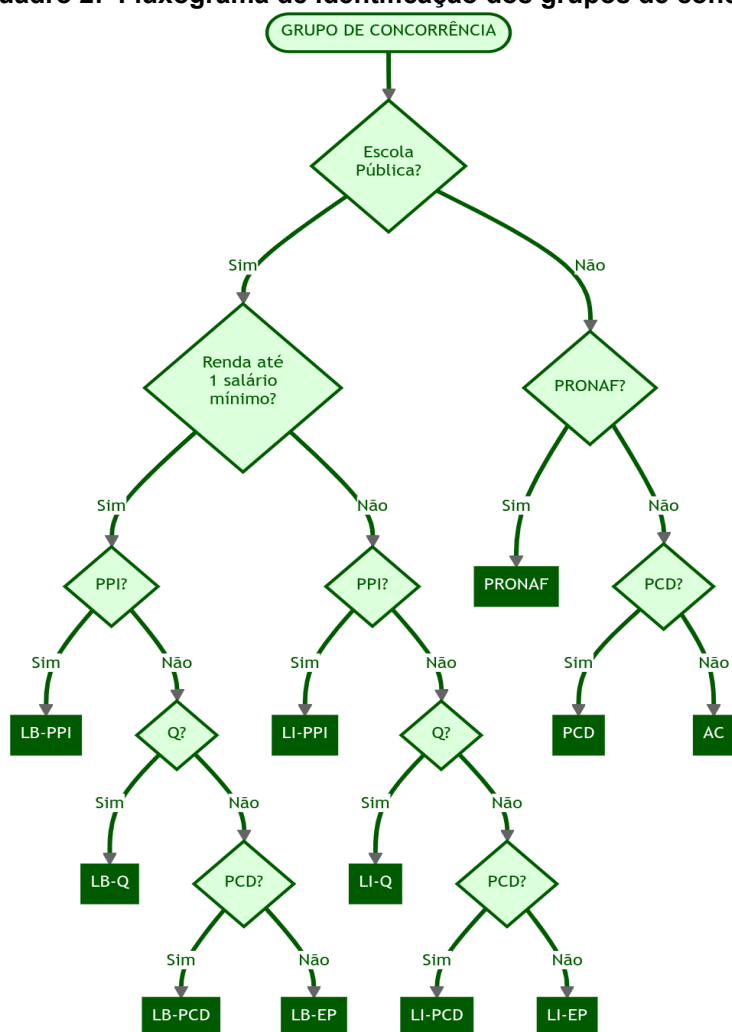 GRUPO DE CONCORRÊNCIA
Escola
Pública?
Sim
Não
Renda até
1 salário
mínimo?
PRONAF?
Sim
Não
Sim
Não
PPI?
PPI?
PRONAF
PCD?
Sim
Não
Sim
Não
Sim
Não
LB-PPI
Q?
LI-PPI
Q?
PCD
AC
Sim
Não
Sim
Não
LB-Q
PCD?
LI-Q
PCD?
Sim
Não
Sim
Não
LB-PCD
LB-EP
LI-PCD
LI-EP